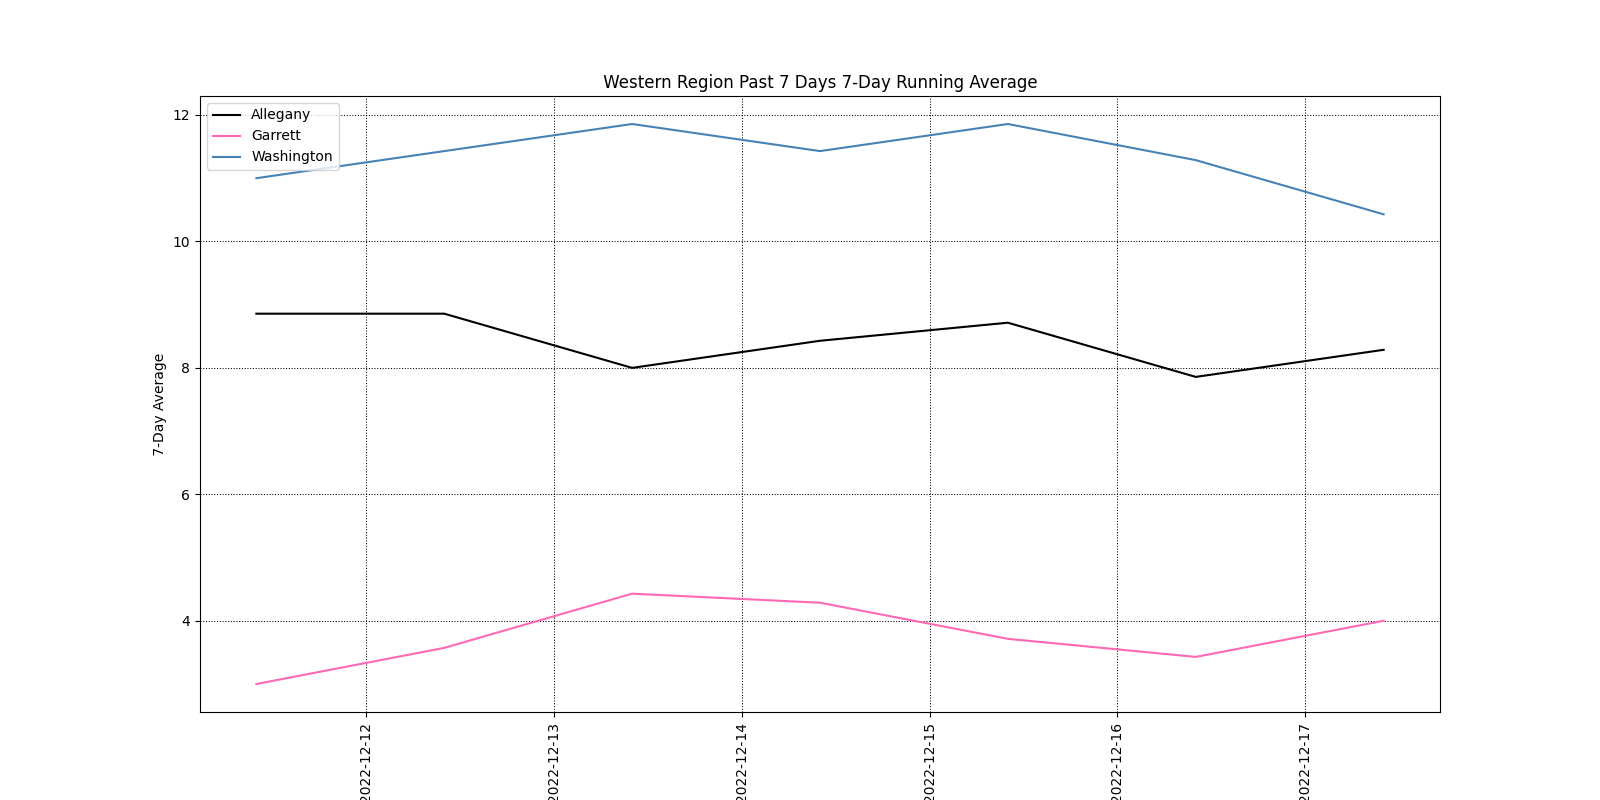 Western Region Past 7 Days 7-Day Running Average
Allegany
Garrett
Washington
7-Day Average
12
10
8
6
4
2022-12-12
2022-12-13
2022-12-14
2022-12-15
2022-12-16
2022-12-17